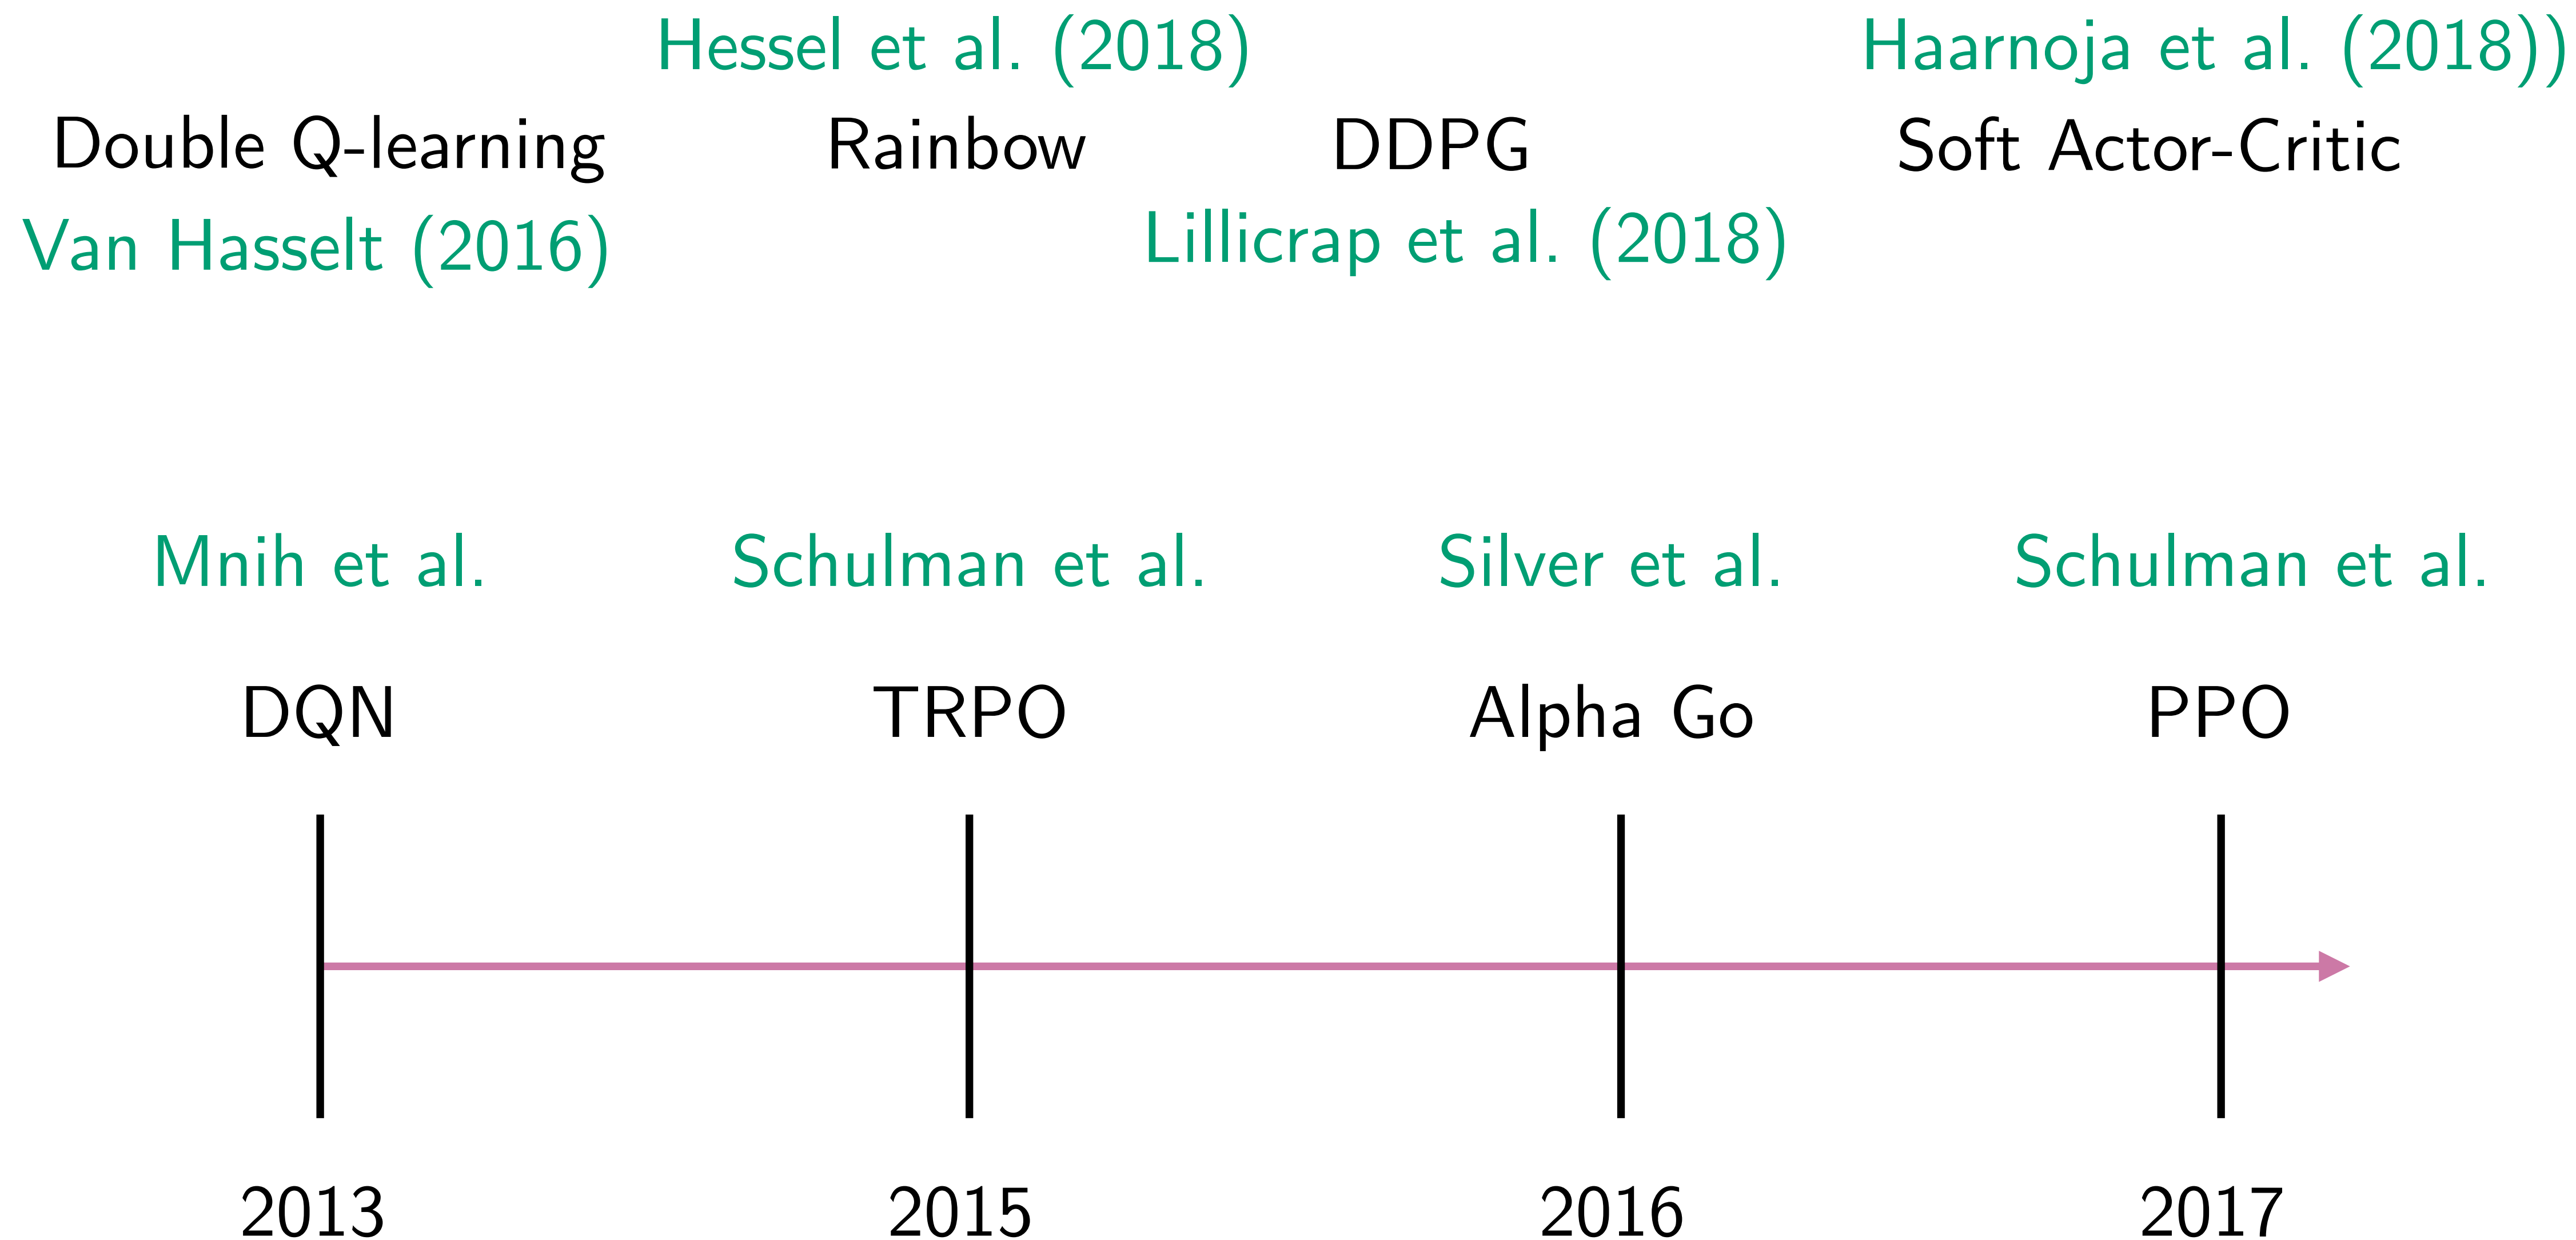 Hessel et al. (2018)
Haarnoja et al. (2018))
Double Q-learning
Rainbow
DDPG
Soft Actor-Critic
Van Hasselt (2016)
Lillicrap et al. (2018)
Mnih et al.
Schulman et al.
Silver et al.
Schulman et al.
DQN
TRPO
Alpha Go
PPO
2013
2015
2016
2017